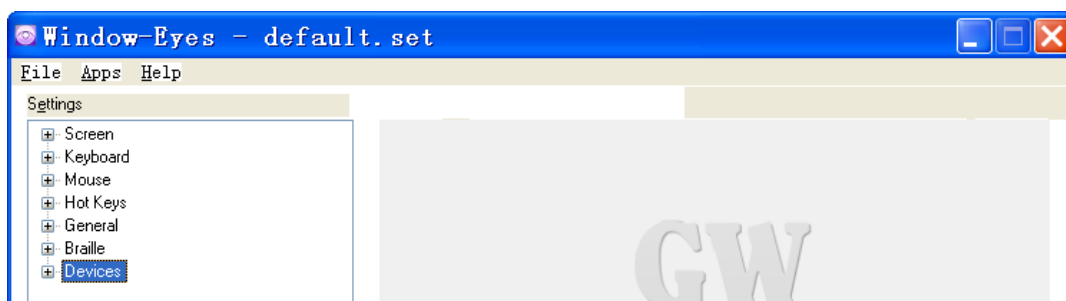 Window-Eyes - default.set
File Apps Help
Settings
Screen
Keyboard
Mouse
Hot Keys
General
Braille
Devices
GW